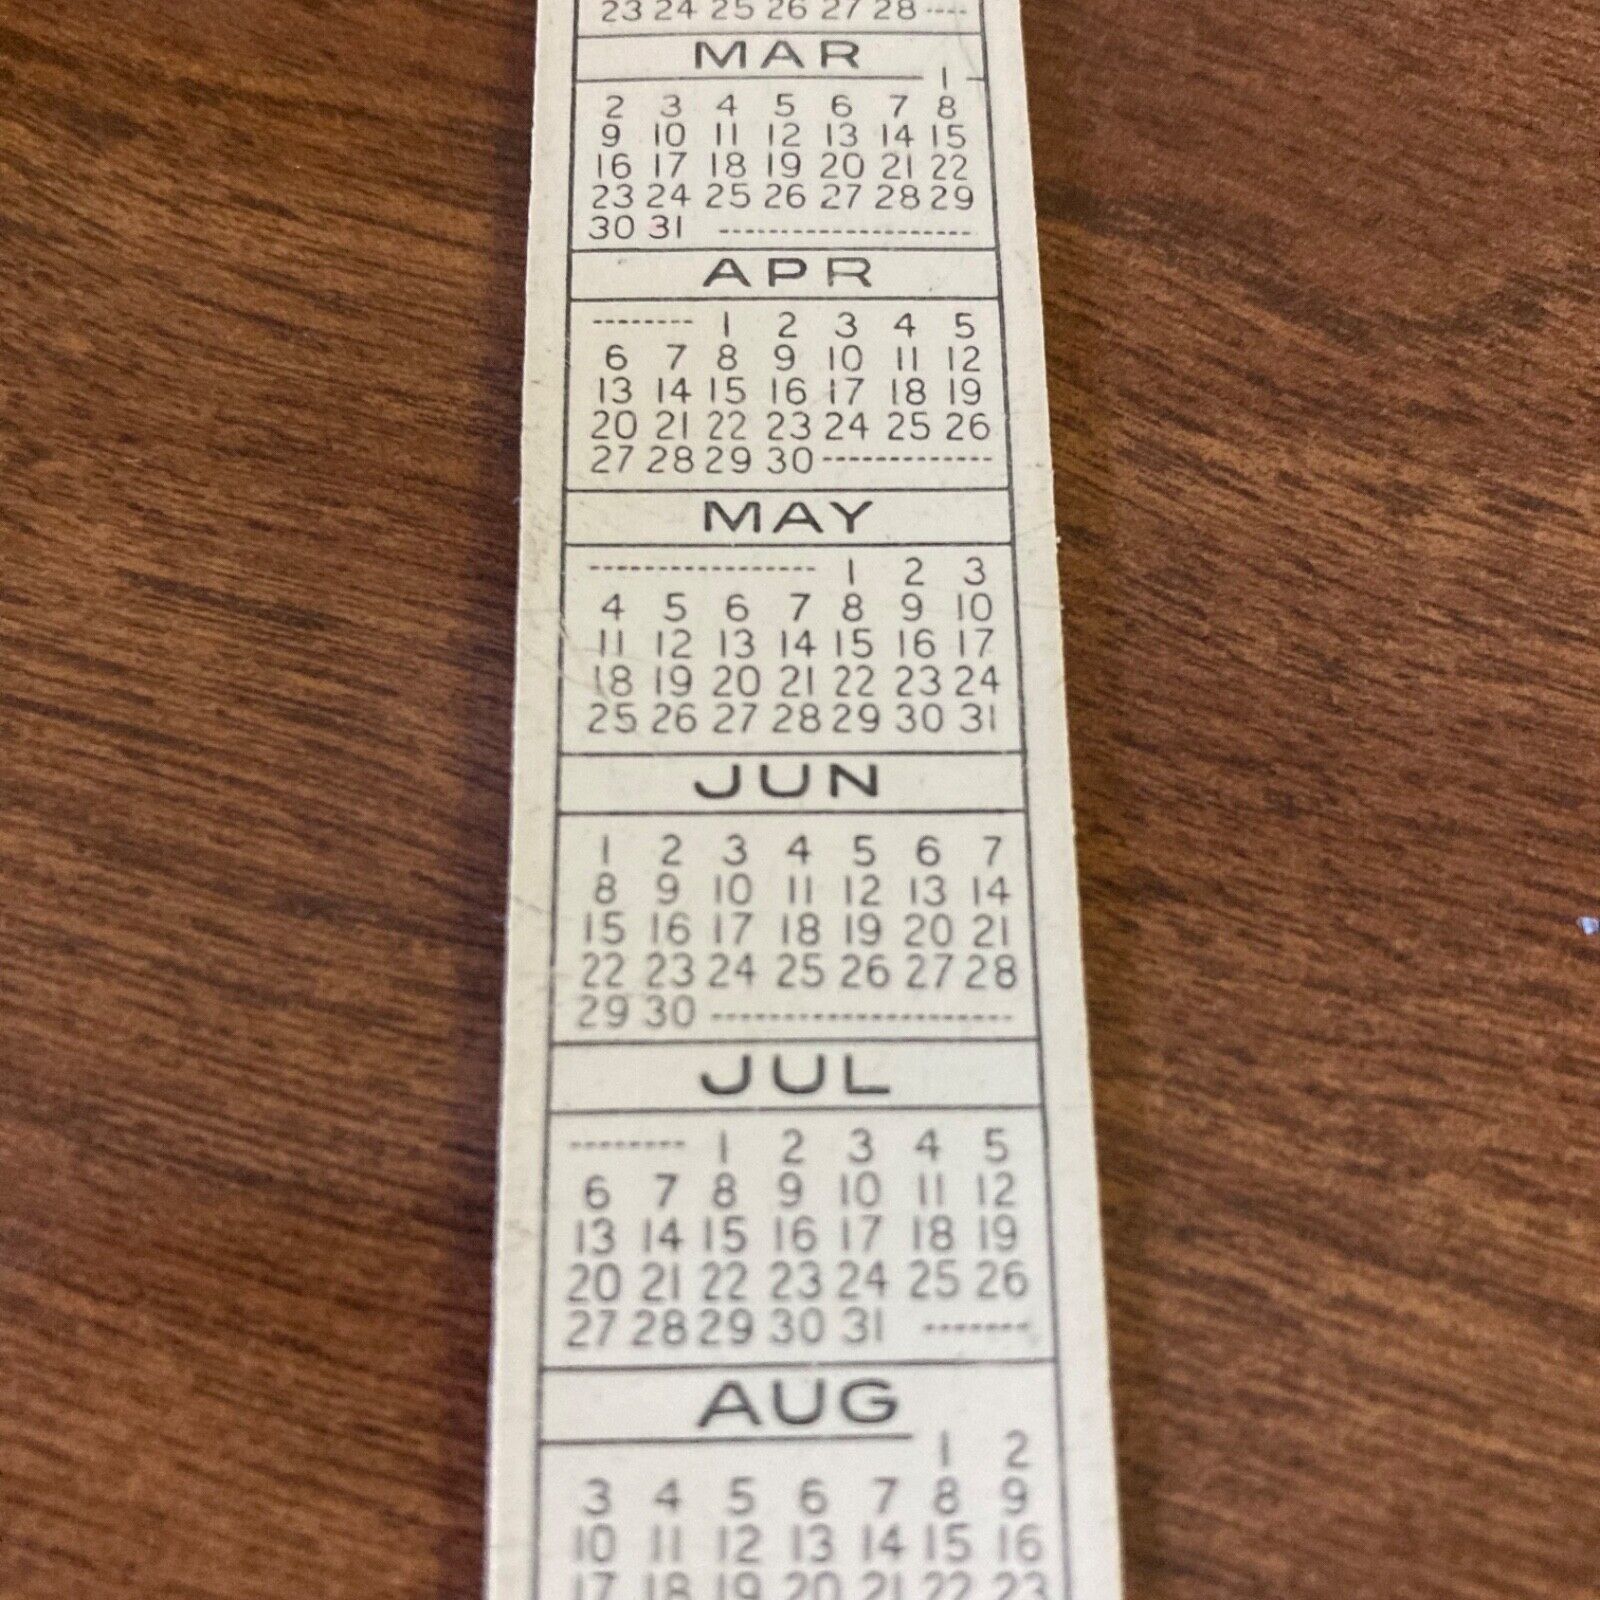 23 24 25 26 27 28 ----
MAR
1
2 3 4 5 6 7 8
9 10 11 12 13 14 15
16 17 18 19 20 21 22
23 24 25 26 27 28 29
30 31 --------------------
APR
-------- 1 2 3 4 5
6 7 8 9 10 11 12
13 14 15 16 17 18 19
20 21 22 23 24 25 26
27 28 29 30 -------------
MAY
----------------- 1 2 3
4 5 6 7 8 9 10
11 12 13 14 15 16 17
18 19 20 21 22 23 24
25 26 27 28 29 30 31
JUN
1 2 3 4 5 6 7
8 9 10 11 12 13 14
15 16 17 18 19 20 21
22 23 24 25 26 27 28
29 30 ---------------------
JUL
-------- 1 2 3 4 5
6 7 8 9 10 11 12
13 14 15 16 17 18 19
20 21 22 23 24 25 26
27 28 29 30 31 -------
AUG
1 2
3 4 5 6 7 8 9
10 11 12 13 14 15 16
17 18 19 20 21 22 23